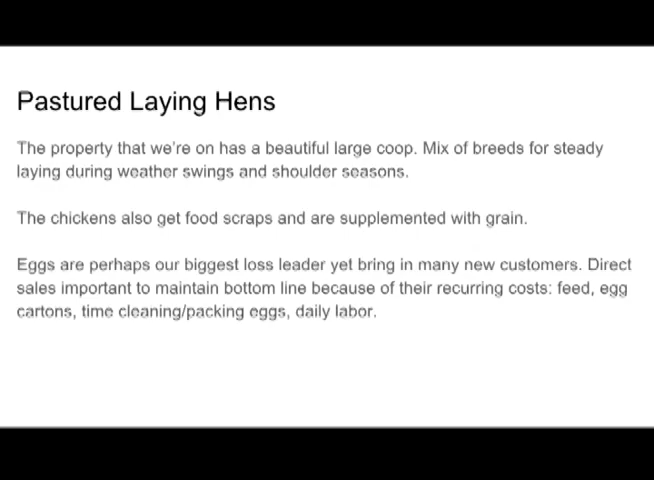 Pastured Laying Hens
The property that we're on has a beautiful large coop. Mix of breeds for steady
laying during weather swings and shoulder seasons.
The chickens also get food scraps and are supplemented with grain.
Eggs are perhaps our biggest loss leader yet bring in many new customers. Direct
sales important to maintain bottom line because of their recurring costs: feed, egg
cartons, time cleaning/packing eggs, daily labor.